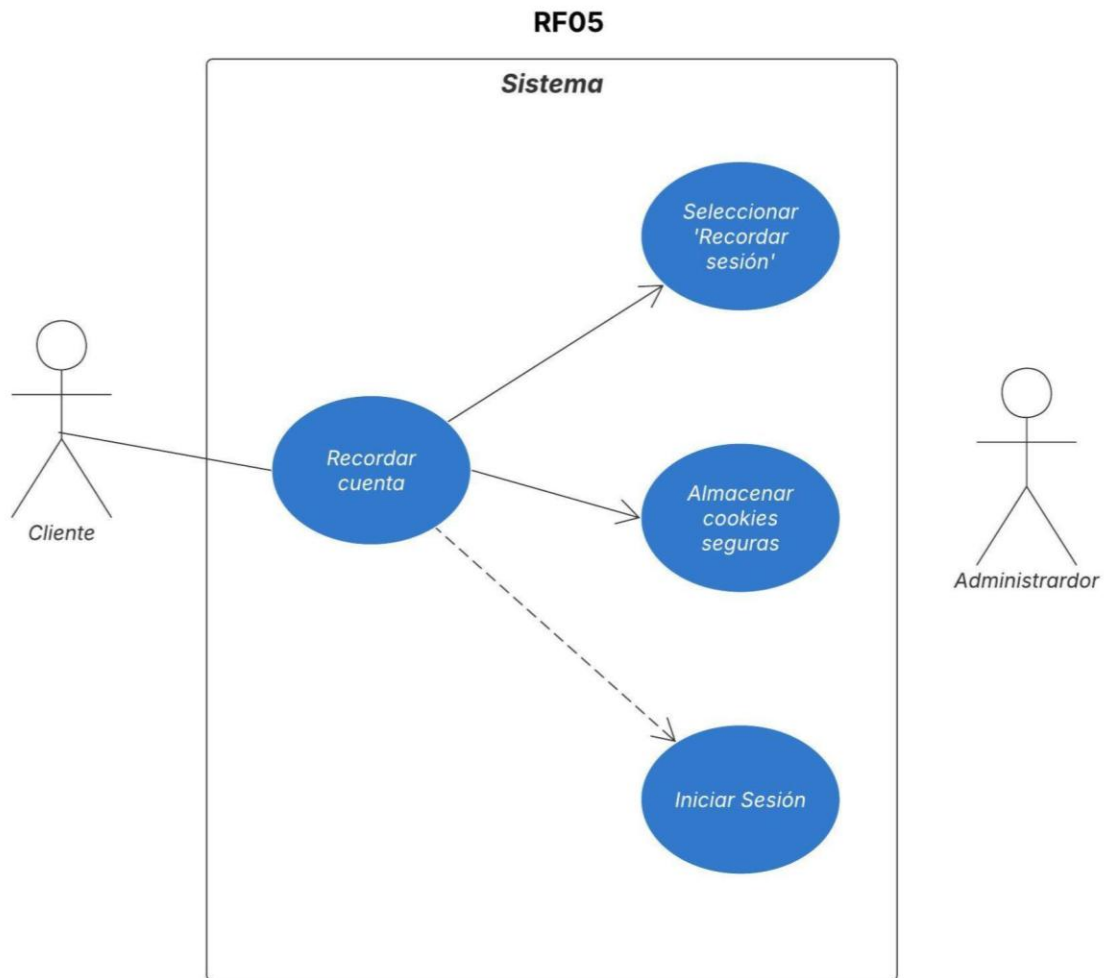 RF05
Sistema
Seleccionar
'Recordar
sesión'
Recordar
cuenta
Almacenar
cookies
seguras
Cliente
Administrardor
Iniciar Sesión